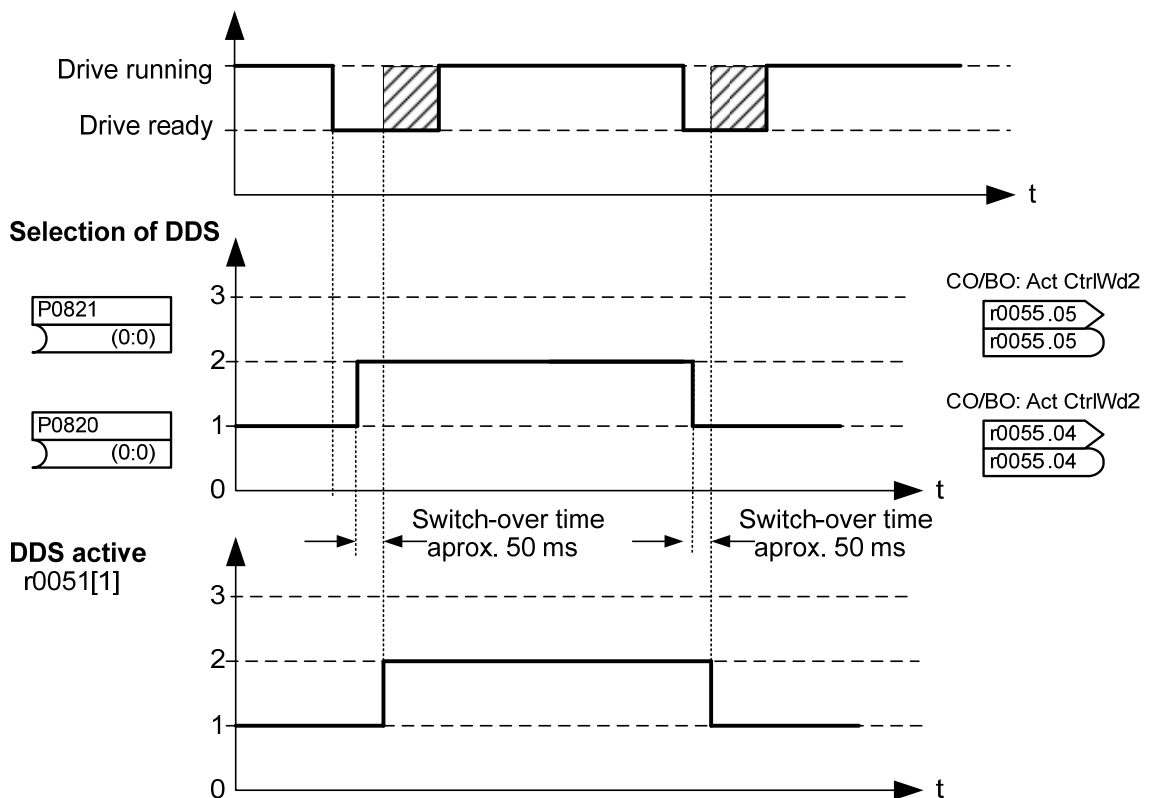 Drive running
Drive ready
t
Selection of DDS
3
2
1
0
t
P0821
(0:0)
P0820
(0:0)
CO/BO: Act CtrlWd2
r0055 .05
r0055 .05
CO/BO: Act CtrlWd2
r0055 .04
r0055 .04
Switch-over time
aprox. 50 ms
Switch-over time
aprox. 50 ms
DDS active
r0051[1]
3
2
1
0
t